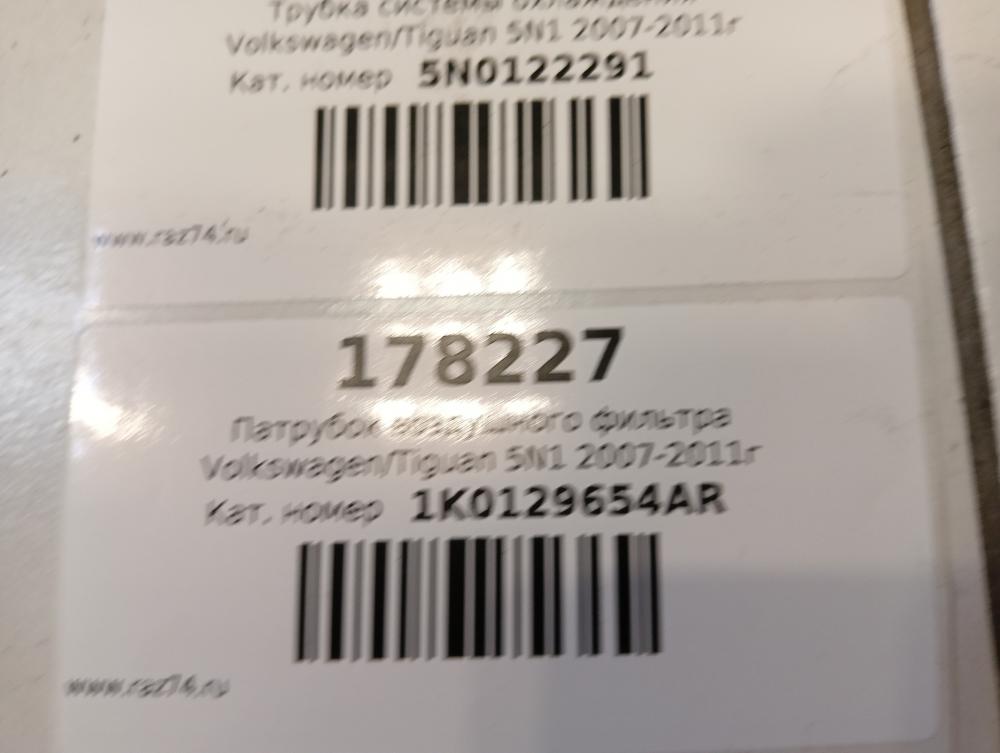 Трубка системы охлаждения
Volkswagen/Tiguan 5N1 2007-2011г
Кат. номер 5N0122291
www.raz74.ru
178227
Патрубок воздушного фильтра
Volkswagen/Tiguan 5N1 2007-2011г
Кат. номер 1K0129654AR
www.raz74.ru